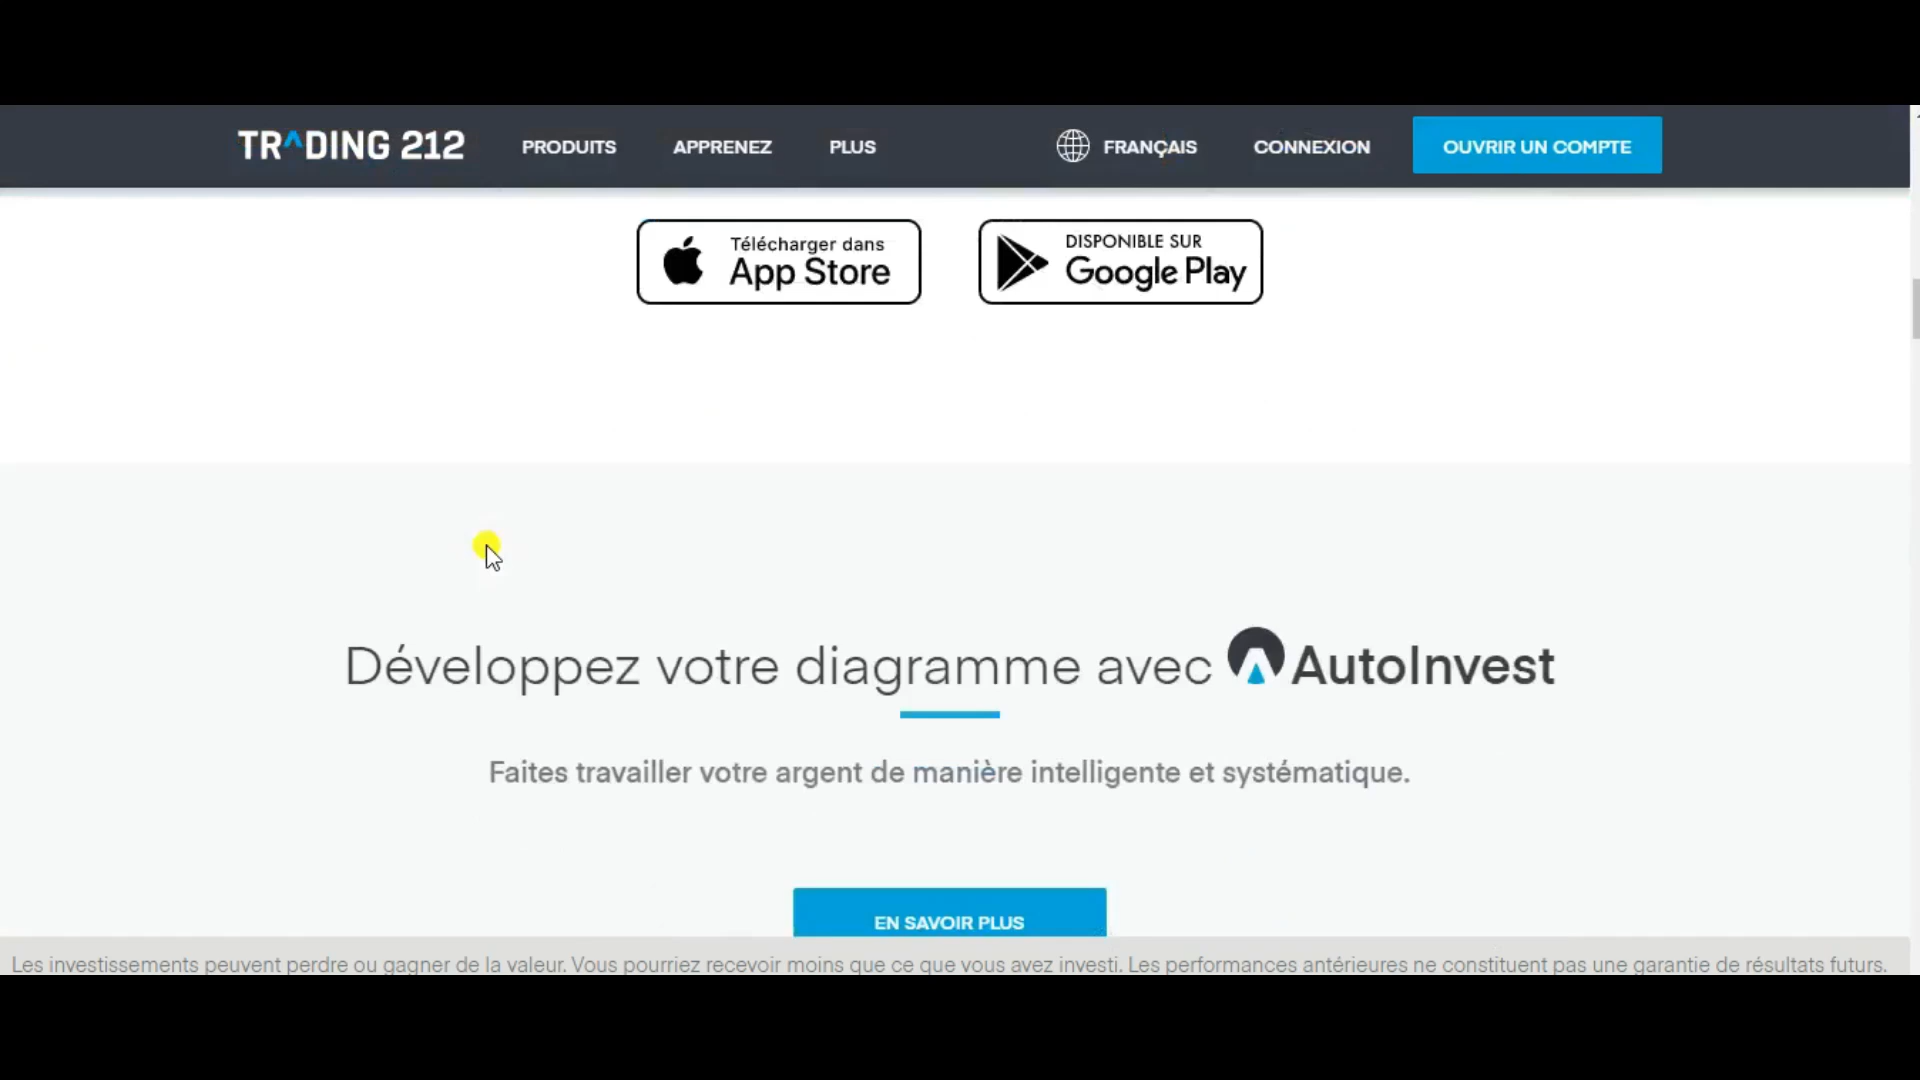 TRADING 212
PRODUITS
APPRENEZ
PLUS
FRANÇAIS
CONNEXION
OUVRIR UN COMPTE
Télécharger dans
App Store
DISPONIBLE SUR
Google Play
Développez votre diagramme avec AutoInvest
Faites travailler votre argent de manière intelligente et systématique.
EN SAVOIR PLUS
Les investissements peuvent perdre ou gagner de la valeur. Vous pourriez recevoir moins que ce que vous avez investi. Les performances antérieures ne constituent pas une garantie de résultats futurs.